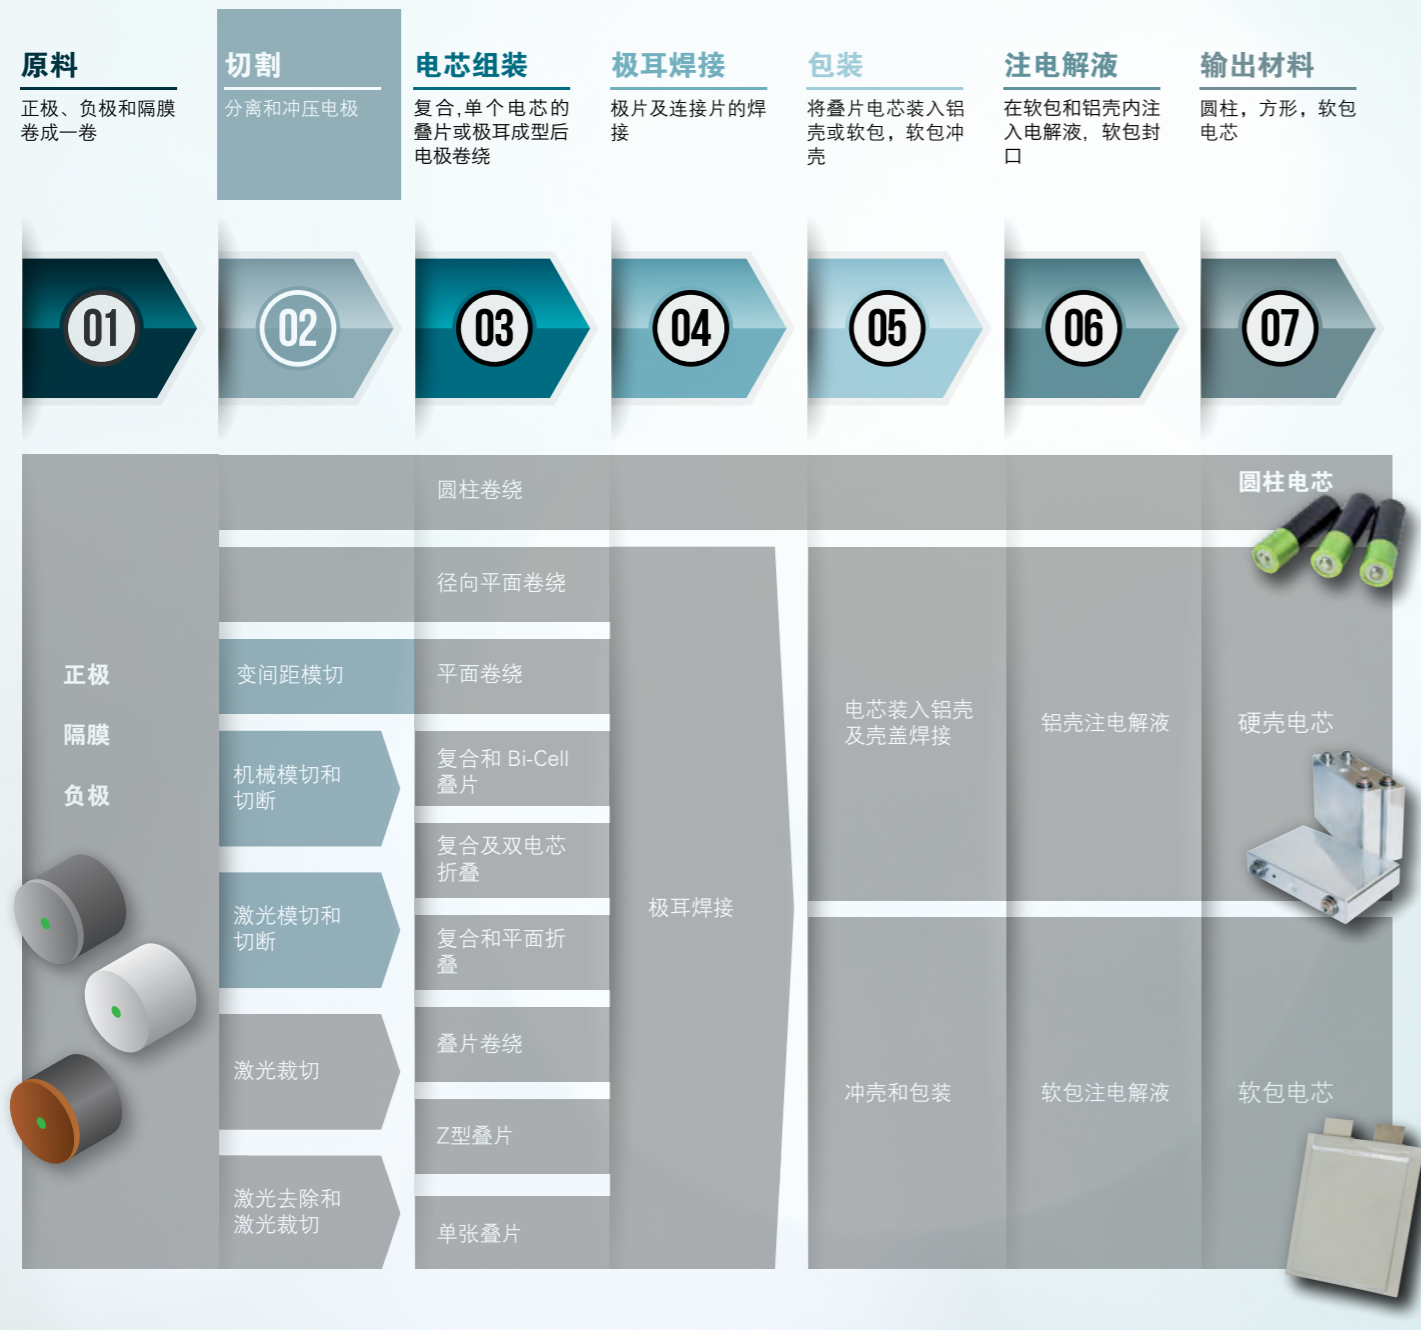 原料
正极、负极和隔膜
卷成一卷
切割
分离和冲压电极
电芯组装
复合,单个电芯的
叠片或极耳成型后
电极卷绕
极耳焊接
极片及连接片的焊
接
包装
将叠片电芯装入铝
壳或软包，软包冲
壳
注电解液
在软包和铝壳内注
入电解液，软包封
口
输出材料
圆柱，方形，软包
电芯
01
02
03
04
05
06
07
正极
隔膜
负极
变间距模切
机械模切和
切断
激光模切和
切断
激光裁切
激光去除和
激光裁切
圆柱卷绕
径向平面卷绕
平面卷绕
复合和 Bi-Cell
叠片
复合及双电芯
折叠
复合和平面折
叠
叠片卷绕
Z型叠片
单张叠片
极耳焊接
电芯装入铝壳
及壳盖焊接
冲壳和包装
铝壳注电解液
软包注电解液
圆柱电芯
硬壳电芯
软包电芯